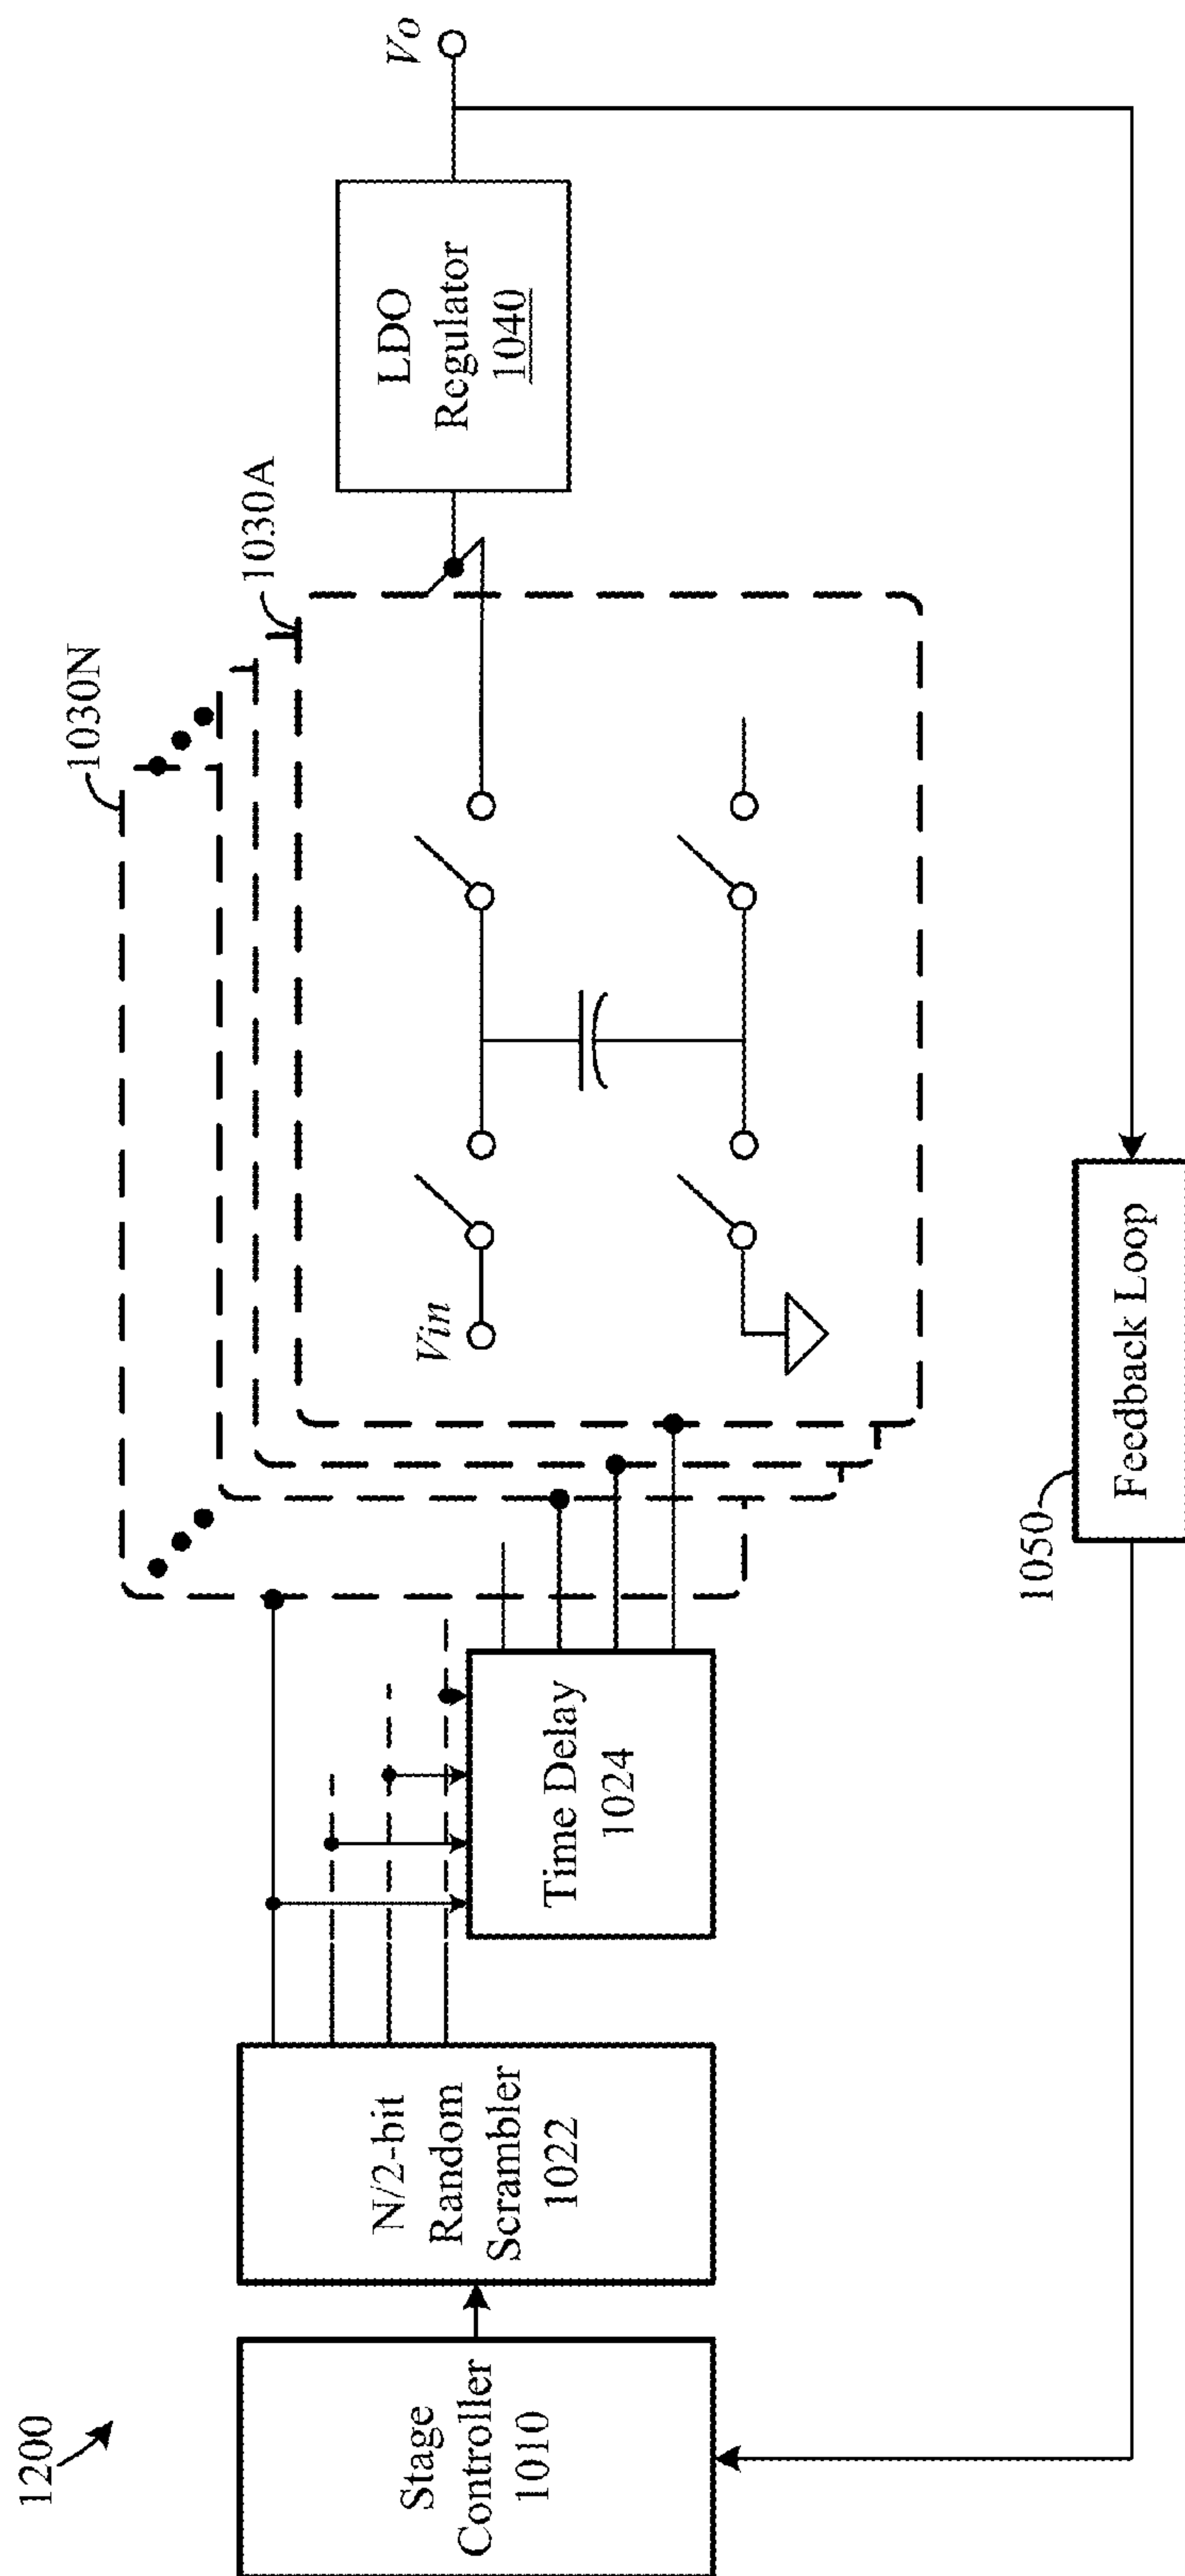 1200
Stage
Controller
1010
N/2-bit
Random
Scrambler
1022
Time Delay
1024
1030N
1030A
Vin
LDO
Regulator
1040
Vo
1050
Feedback Loop